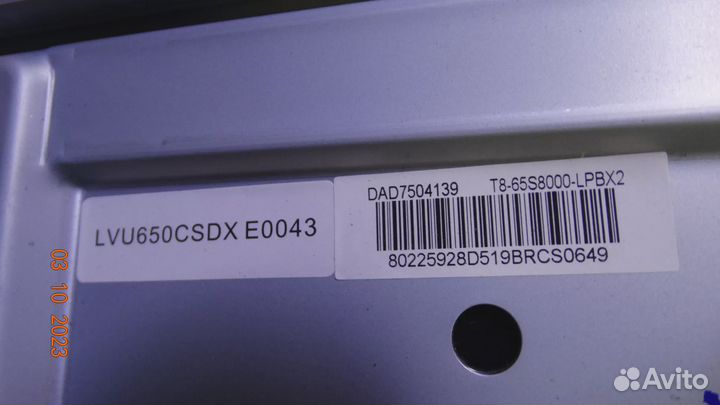 DAD7504139 T8-65S8000-LPBX2
LVU650CSDX E0043
80225928D519BRCS0649
03 10 2023
Avito